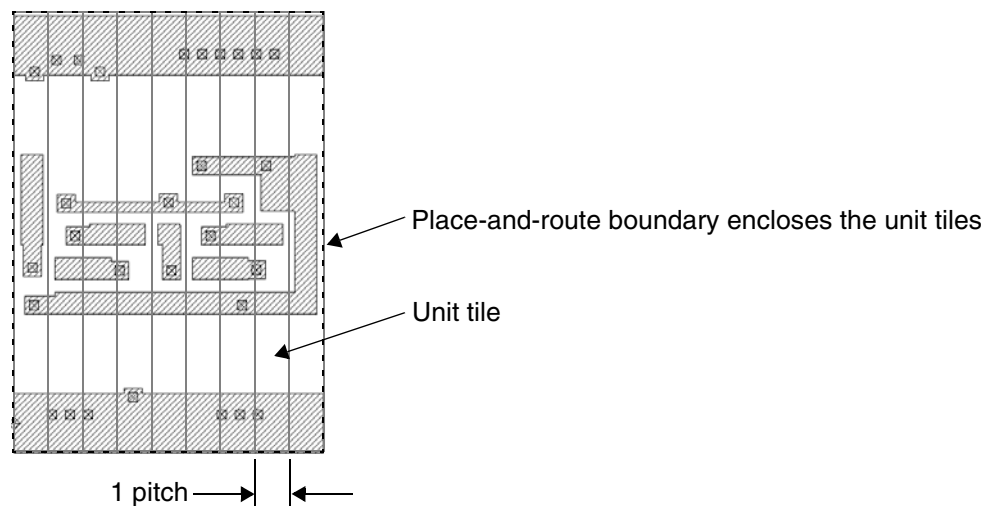 Place-and-route boundary encloses the unit tiles
Unit tile
1 pitch